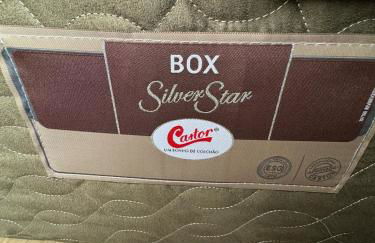 BOX
Silver Star
Castor®
UM SONHO DE COLCHÃO